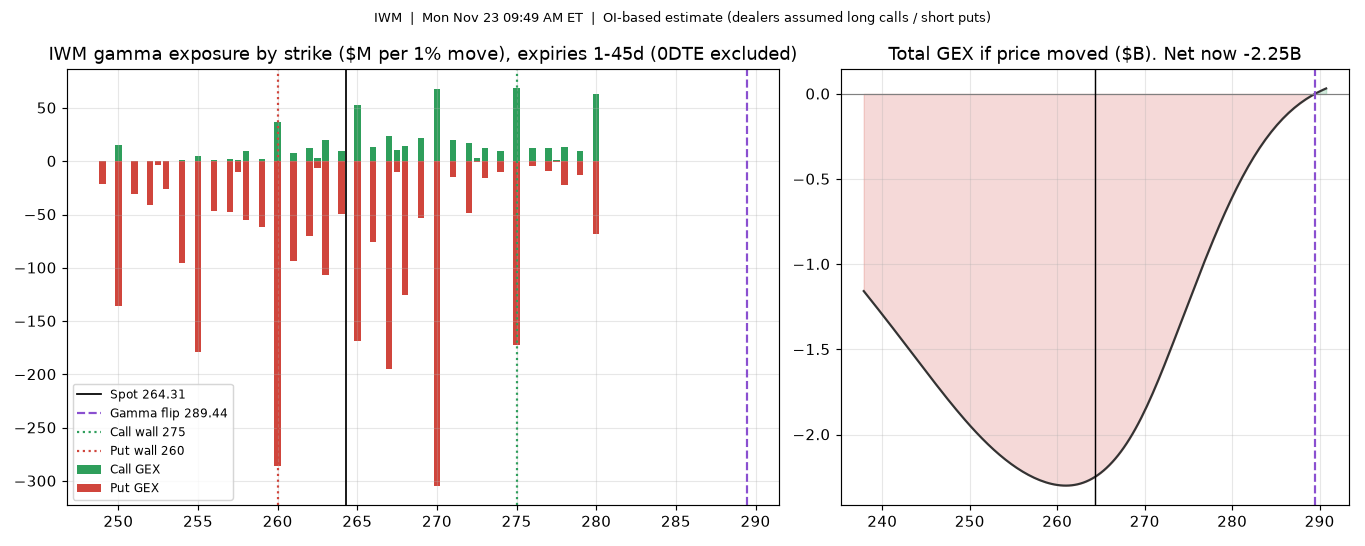 IWM | Mon Nov 23 09:49 AM ET | OI-based estimate (dealers assumed long calls / short puts)
IWM gamma exposure by strike ($M per 1% move), expiries 1-45d (0DTE excluded)
50
0
−50
−100
−150
−200
−250
−300
Spot 264.31
Gamma flip 289.44
Call wall 275
Put wall 260
Call GEX
Put GEX
250 255 260 265 270 275 280 285 290
Total GEX if price moved ($B). Net now -2.25B
0.0
−0.5
−1.0
−1.5
−2.0
240 250 260 270 280 290